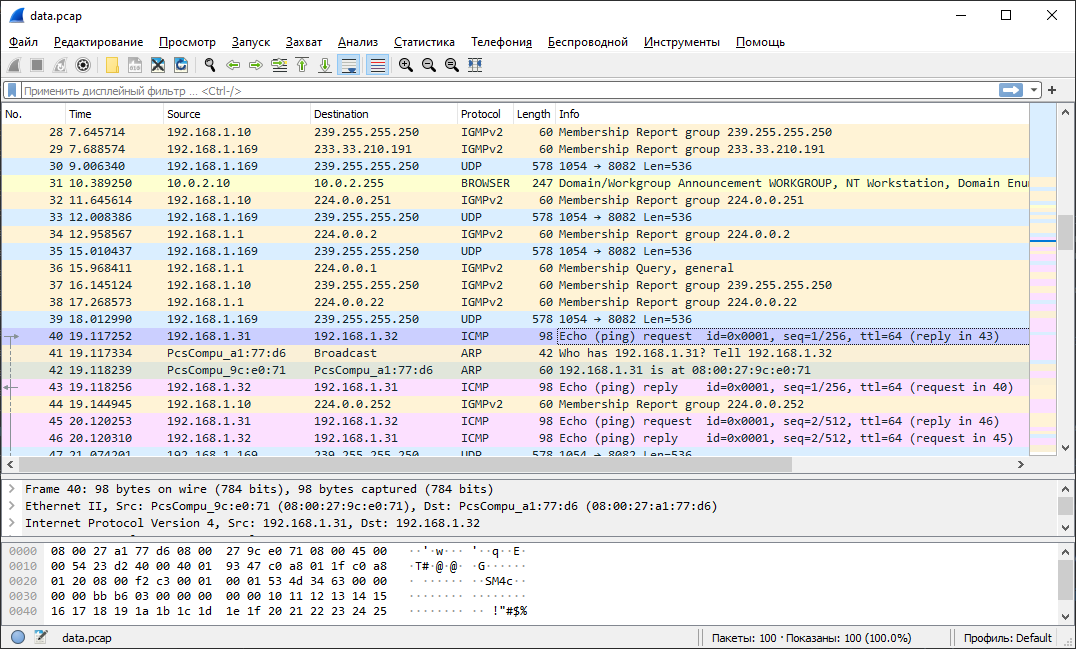 data.pcap
Файл Редактирование Просмотр Запуск Захват Анализ Статистика Телефония Беспроводной Инструменты Помощь
Применить дисплейный фильтр … <Ctrl-/>
No. Time Source Destination Protocol Length Info
28 7.645714 192.168.1.10 239.255.255.250 IGMPv2 60 Membership Report group 239.255.255.250
29 7.688574 192.168.1.169 233.33.210.191 IGMPv2 60 Membership Report group 233.33.210.191
30 9.006340 192.168.1.169 239.255.255.250 UDP 578 1054 → 8082 Len=536
31 10.389250 10.0.2.10 10.0.2.255 BROWSER 247 Domain/Workgroup Announcement WORKGROUP, NT Workstation, Domain Enu
32 11.645614 192.168.1.10 224.0.0.251 IGMPv2 60 Membership Report group 224.0.0.251
33 12.008386 192.168.1.169 239.255.255.250 UDP 578 1054 → 8082 Len=536
34 12.958567 192.168.1.1 224.0.0.2 IGMPv2 60 Membership Report group 224.0.0.2
35 15.010437 192.168.1.169 239.255.255.250 UDP 578 1054 → 8082 Len=536
36 15.968411 192.168.1.1 224.0.0.1 IGMPv2 60 Membership Query, general
37 16.145124 192.168.1.10 239.255.255.250 IGMPv2 60 Membership Report group 239.255.255.250
38 17.268573 192.168.1.1 224.0.0.22 IGMPv2 60 Membership Report group 224.0.0.22
39 18.012990 192.168.1.169 239.255.255.250 UDP 578 1054 → 8082 Len=536
40 19.117252 192.168.1.31 192.168.1.32 ICMP 98 Echo (ping) request id=0x0001, seq=1/256, ttl=64 (reply in 43)
41 19.117334 PcsCompu_a1:77:d6 Broadcast ARP 42 Who has 192.168.1.31? Tell 192.168.1.32
42 19.118239 PcsCompu_9c:e0:71 PcsCompu_a1:77:d6 ARP 60 192.168.1.31 is at 08:00:27:9c:e0:71
43 19.118256 192.168.1.32 192.168.1.31 ICMP 98 Echo (ping) reply id=0x0001, seq=1/256, ttl=64 (request in 40)
44 19.144945 192.168.1.10 224.0.0.252 IGMPv2 60 Membership Report group 224.0.0.252
45 20.120253 192.168.1.31 192.168.1.32 ICMP 98 Echo (ping) request id=0x0001, seq=2/512, ttl=64 (reply in 46)
46 20.120310 192.168.1.32 192.168.1.31 ICMP 98 Echo (ping) reply id=0x0001, seq=2/512, ttl=64 (request in 45)
47 21.074201 192.168.1.169 239.255.255.250 UDP 578 1054 → 8082 Len=536
Frame 40: 98 bytes on wire (784 bits), 98 bytes captured (784 bits)
Ethernet II, Src: PcsCompu_9c:e0:71 (08:00:27:9c:e0:71), Dst: PcsCompu_a1:77:d6 (08:00:27:a1:77:d6)
Internet Protocol Version 4, Src: 192.168.1.31, Dst: 192.168.1.32
0000 08 00 27 a1 77 d6 08 00 27 9c e0 71 08 00 45 00 ··'·w··· '··q··E·
0010 00 54 23 d2 40 00 40 01 93 47 c0 a8 01 1f c0 a8 ·T#·@·@· ·G······
0020 01 20 08 00 f2 c3 00 01 00 01 53 4d 34 63 00 00 · ······ ··SM4c··
0030 00 00 bb b6 03 00 00 00 00 00 10 11 12 13 14 15 ········ ········
0040 16 17 18 19 1a 1b 1c 1d 1e 1f 20 21 22 23 24 25 ········ ·· !"#$%
data.pcap Пакеты: 100 · Показаны: 100 (100.0%) Профиль: Default